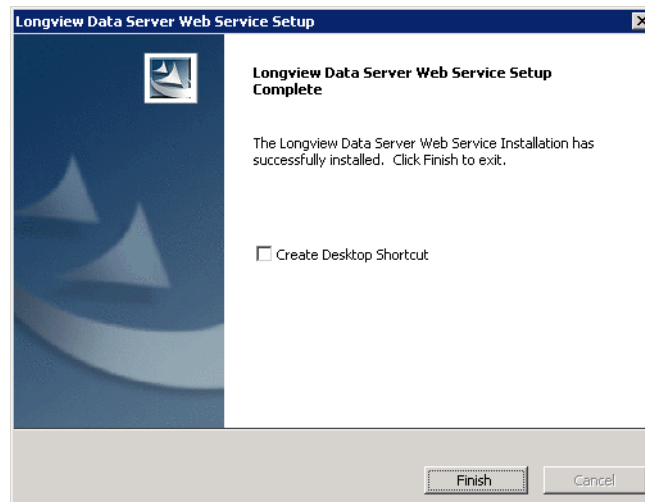 Longview Data Server Web Service Setup
Longview Data Server Web Service Setup
Complete
The Longview Data Server Web Service Installation has
successfully installed. Click Finish to exit.
Create Desktop Shortcut
Finish
Cancel